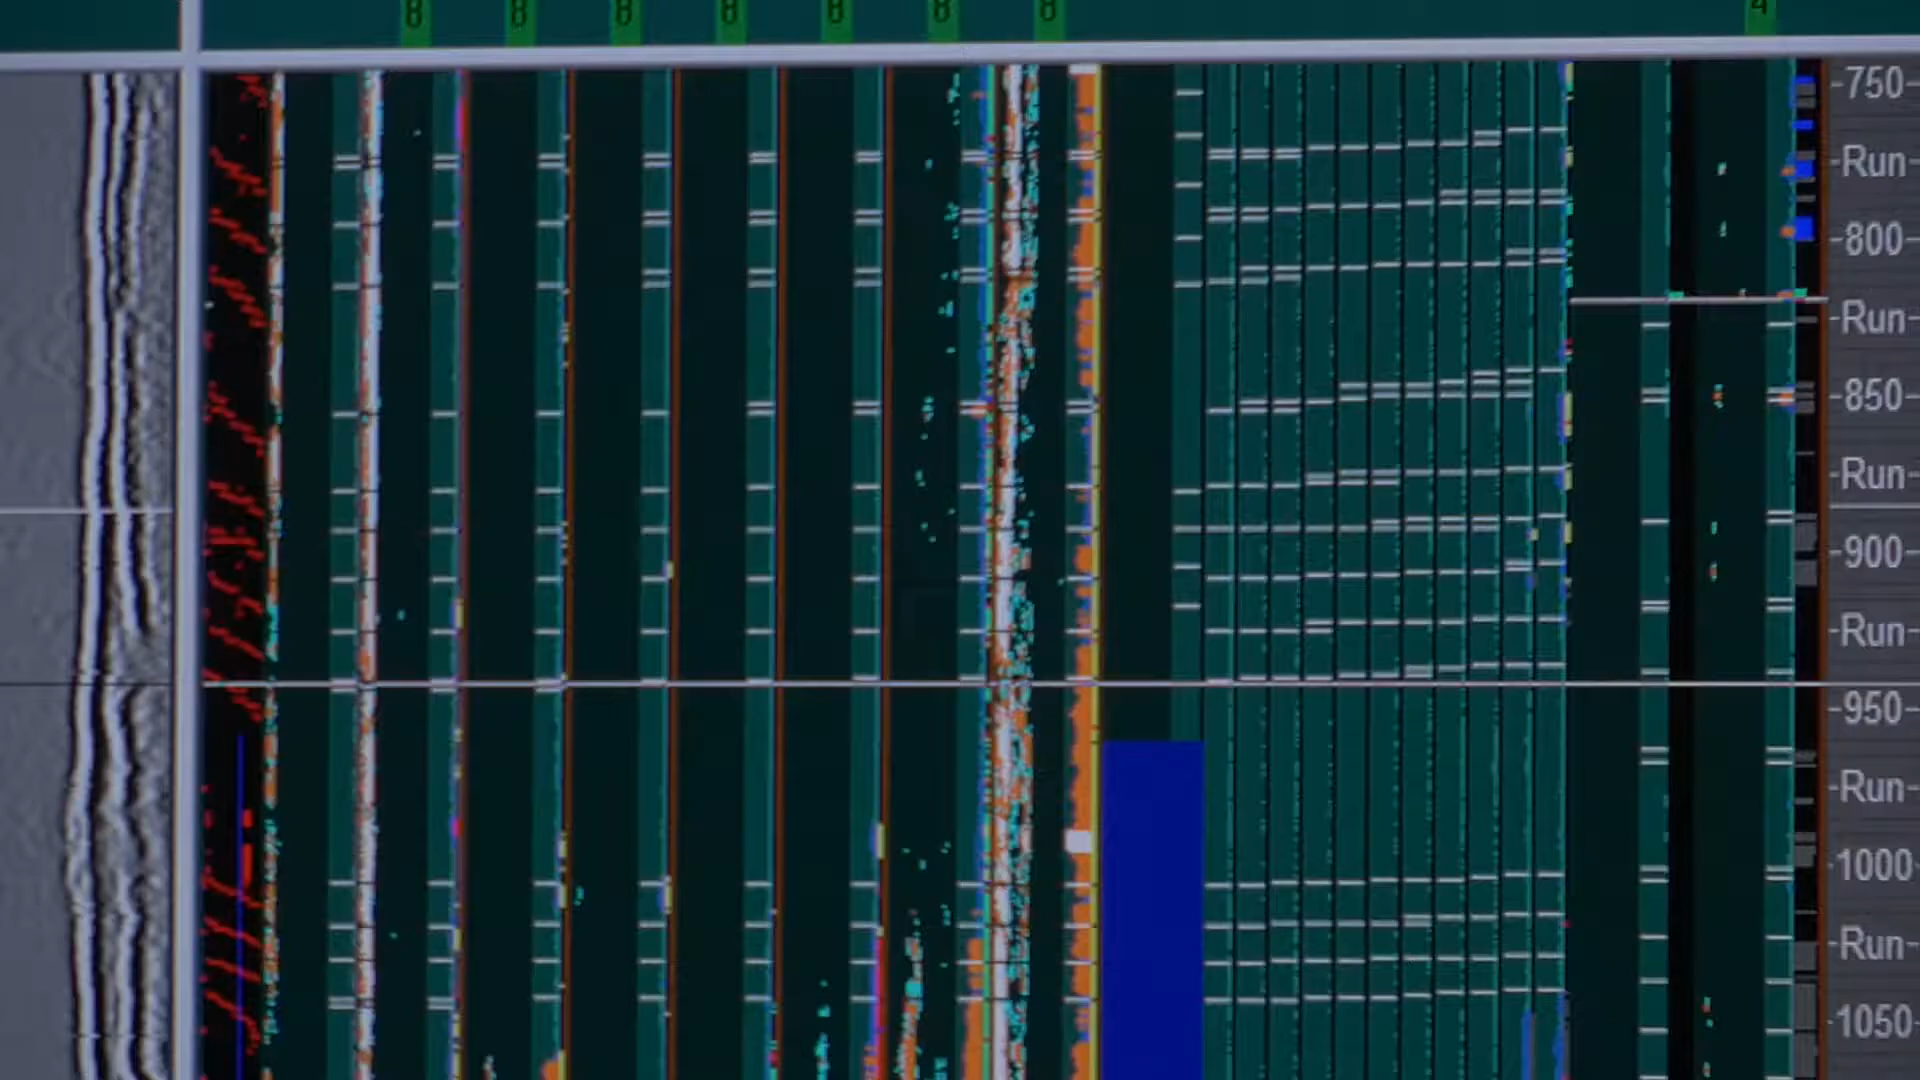 8 8 8 8 8 8 8 4
-750-
-Run-
-800-
-Run-
-850-
-Run-
-900-
-Run-
-950-
-Run-
-1000-
-Run-
-1050-